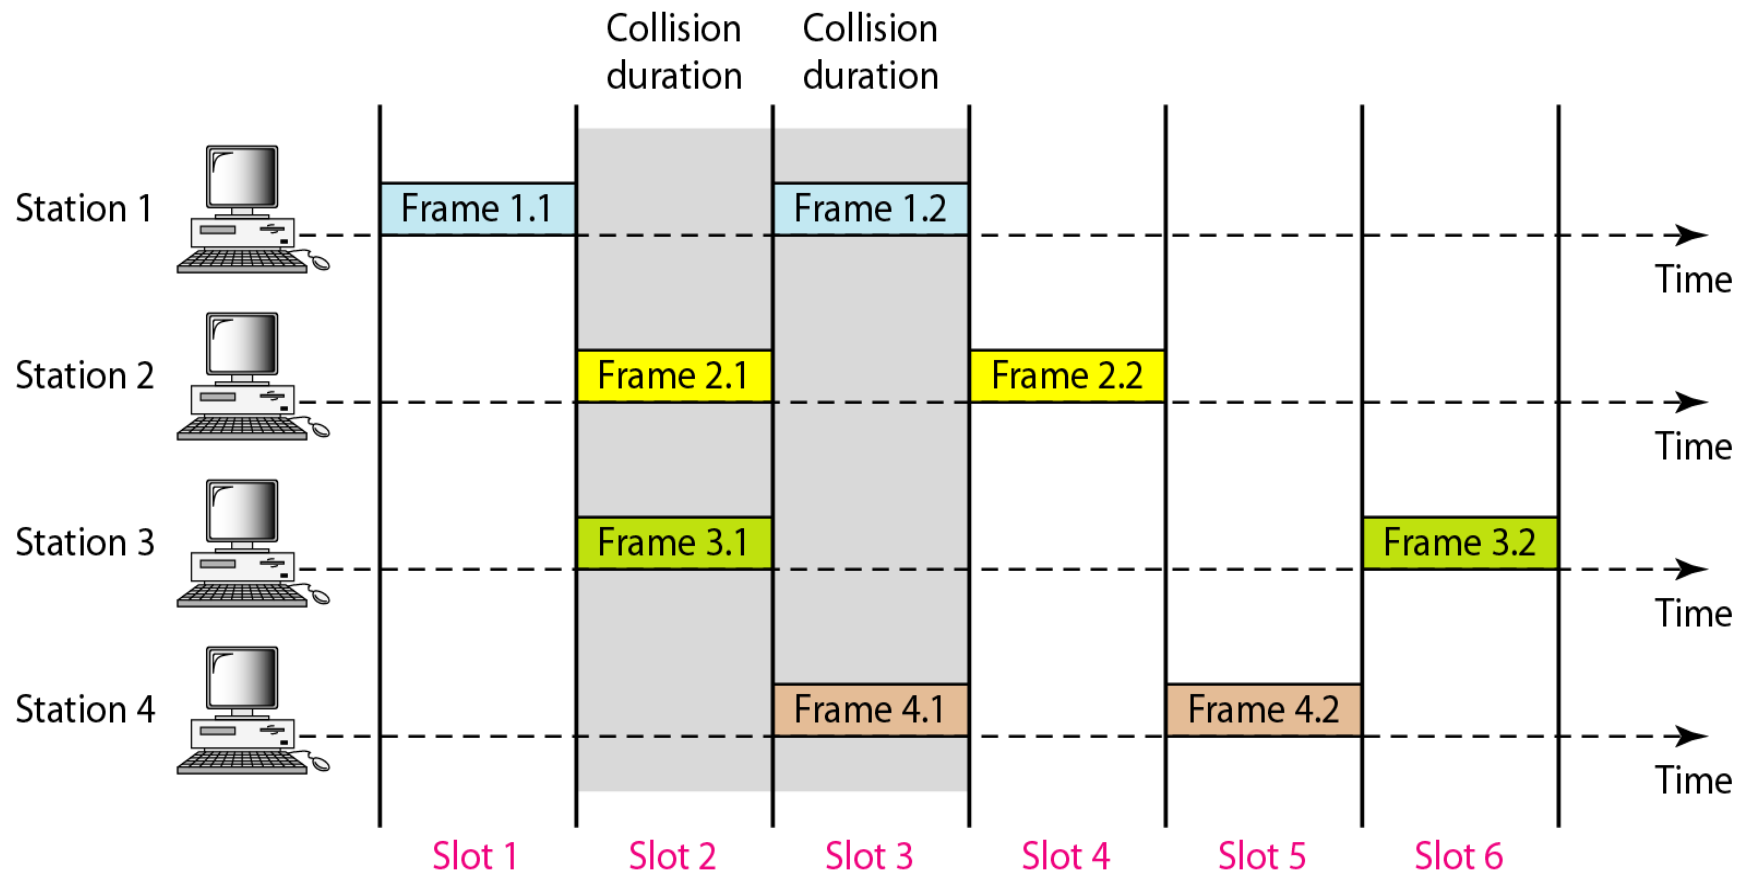 Collision Collision
duration duration
Station 1 Frame 1.1 Frame 1.2
Time
Station 2 Frame 2.1 Frame 2.2
Time
Station 3 Frame 3.1 Frame 3.2
Time
Station 4 Frame 4.1 Frame 4.2
Time
Slot 1 Slot 2 Slot 3 Slot 4 Slot 5 Slot 6